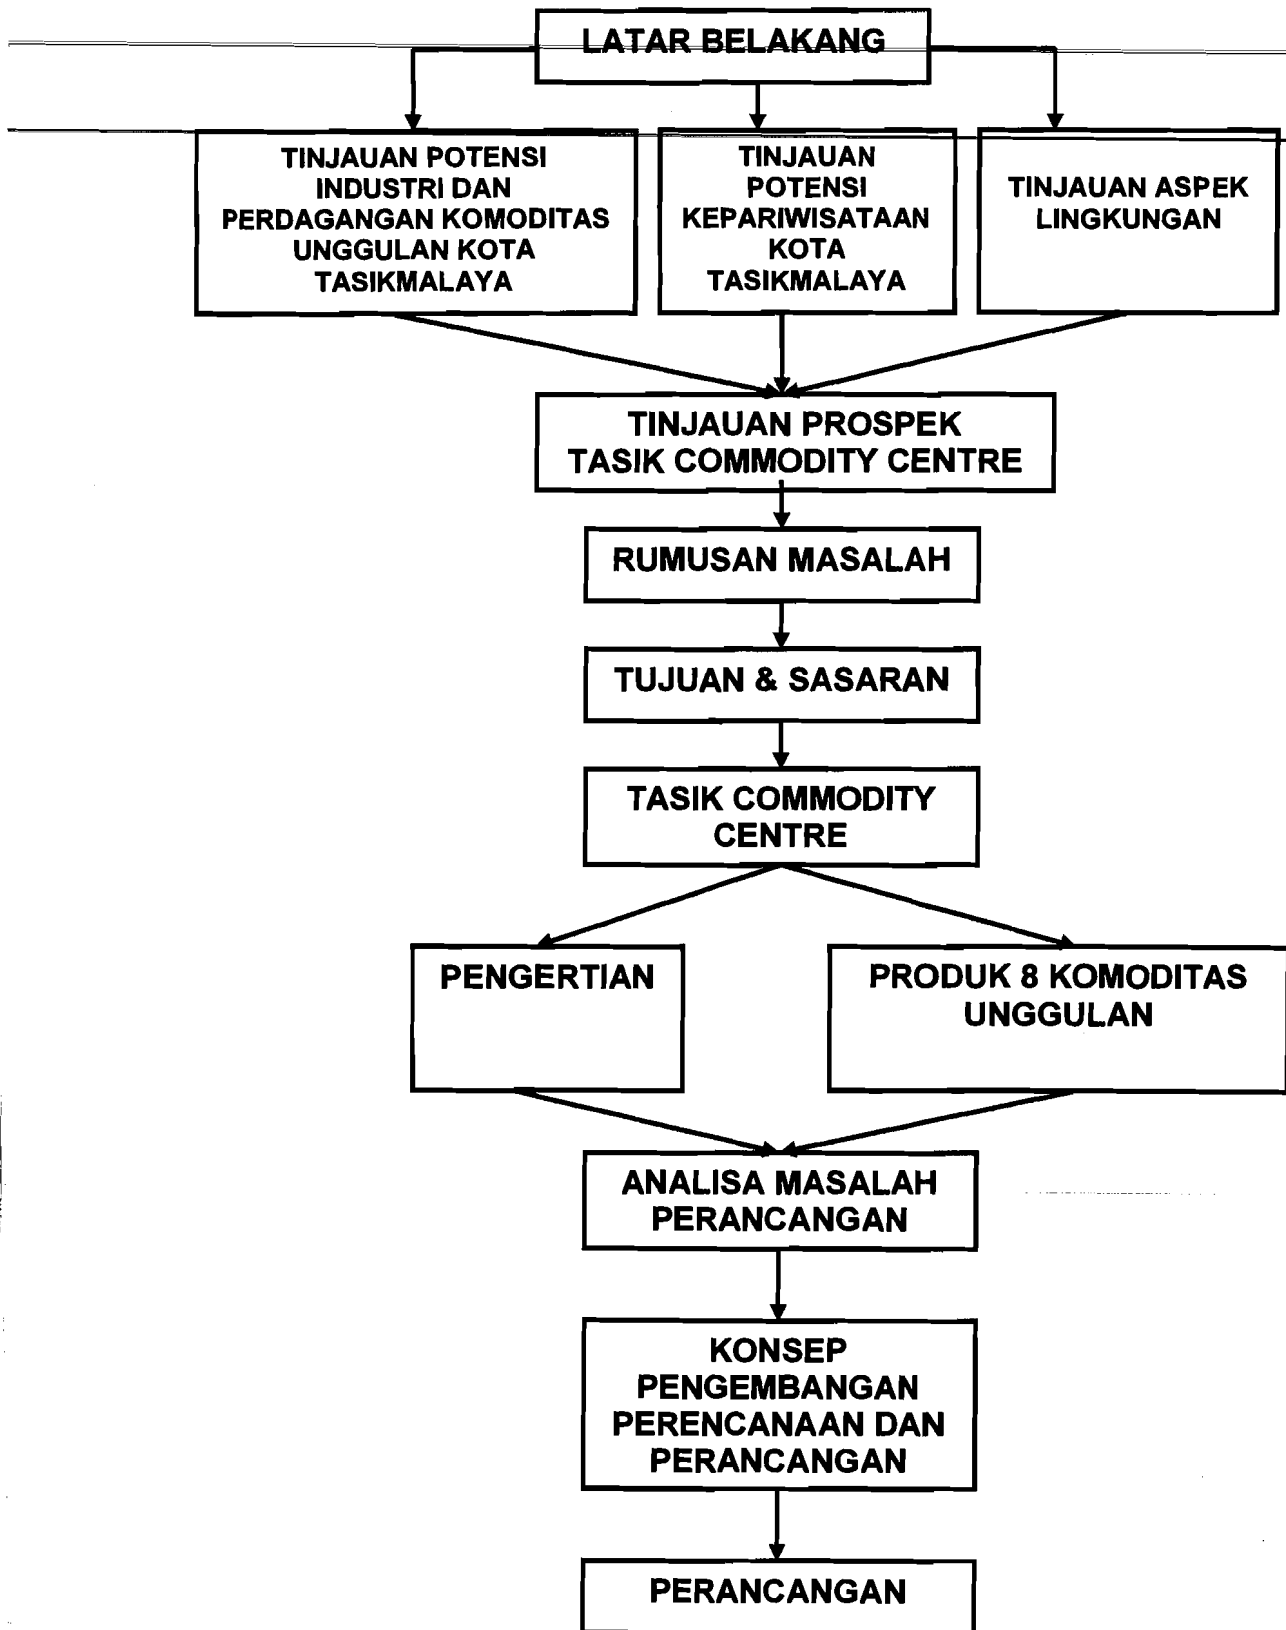 LATAR BELAKANG
TINJAUAN POTENSI
INDUSTRI DAN
PERDAGANGAN KOMODITAS
UNGGULAN KOTA
TASIKMALAYA
TINJAUAN
POTENSI
KEPARIWISATAAN
KOTA
TASIKMALAYA
TINJAUAN ASPEK
LINGKUNGAN
TINJAUAN PROSPEK
TASIK COMMODITY CENTRE
RUMUSAN MASALAH
TUJUAN & SASARAN
TASIK COMMODITY
CENTRE
PENGERTIAN
PRODUK 8 KOMODITAS
UNGGULAN
ANALISA MASALAH
PERANCANGAN
KONSEP
PENGEMBANGAN
PERENCANAAN DAN
PERANCANGAN
PERANCANGAN